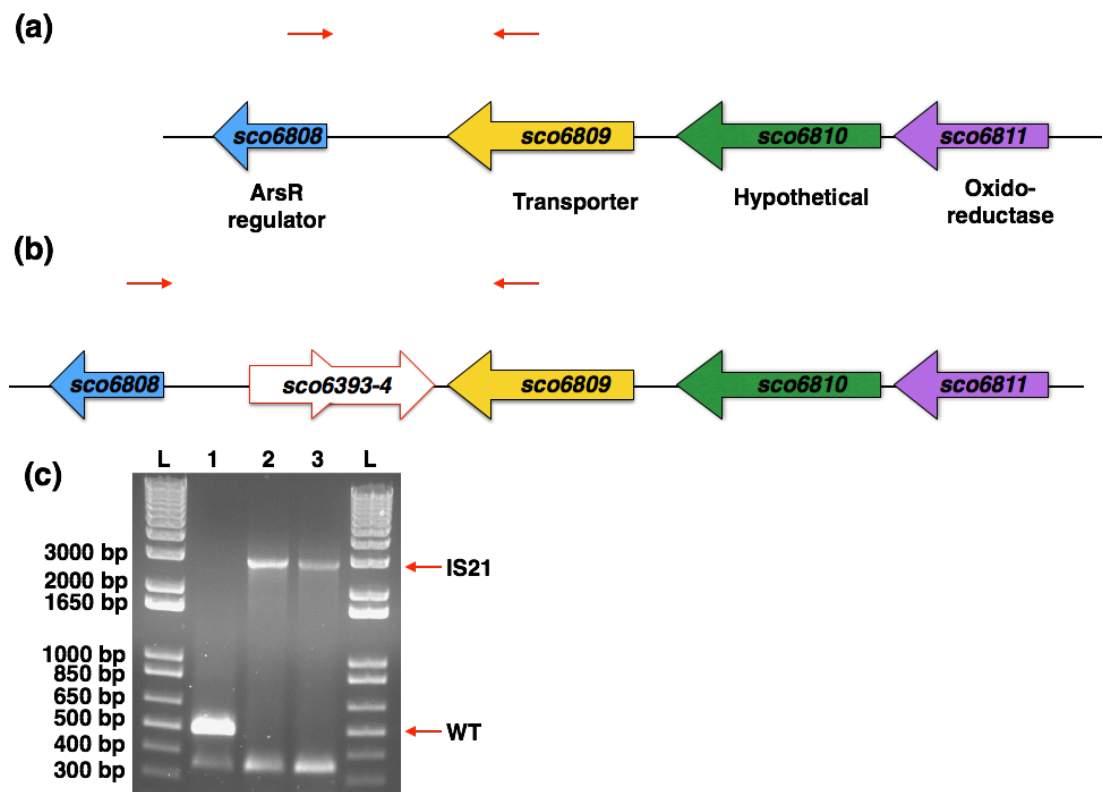 (a)
sco6808
sco6809
sco6810
sco6811
ArsR
regulator
Transporter
Hypothetical
Oxido-
reductase
(b)
sco6808
sco6393-4
sco6809
sco6810
sco6811
(c)
L 1 2 3 L
3000 bp
2000 bp
1650 bp
1000 bp
850 bp
650 bp
500 bp
400 bp
300 bp
IS21
WT